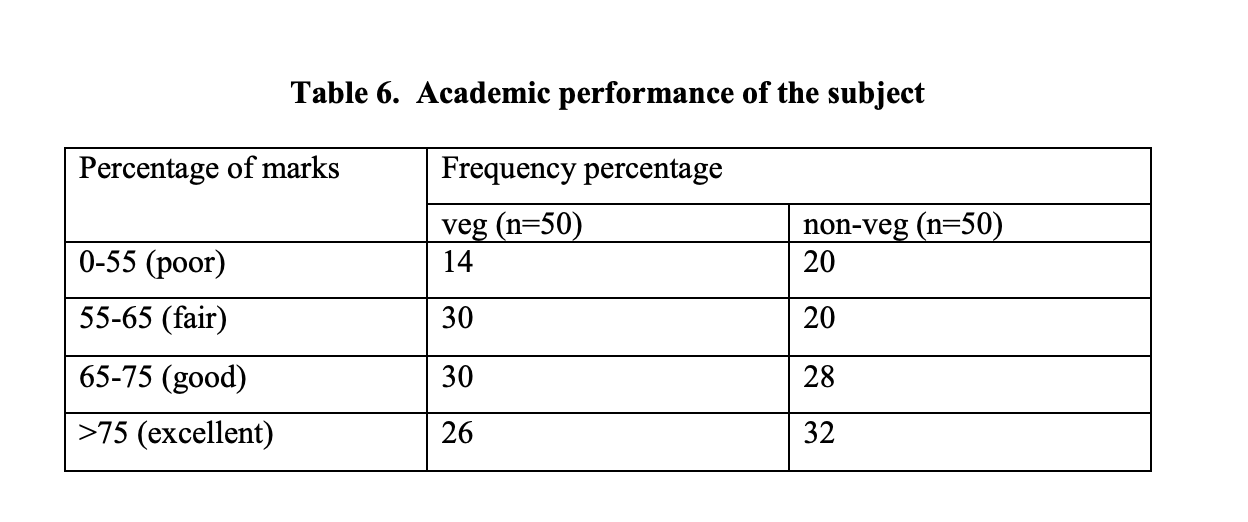 Table 6. Academic performance of the subject
Percentage of marks
Frequency percentage
veg (n=50)
non-veg (n=50)
0-55 (poor)
14
20
55-65 (fair)
30
20
65-75 (good)
30
28
>75 (excellent)
26
32